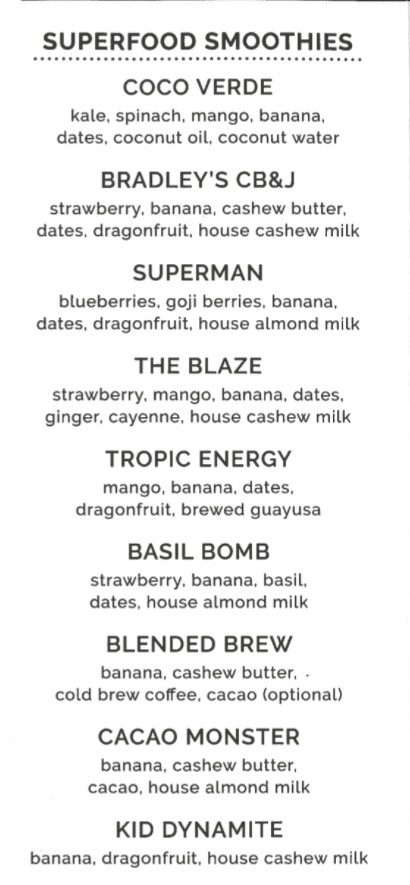 SUPERFOOD SMOOTHIES
COCO VERDE
kale, spinach, mango, banana,
dates, coconut oil, coconut water
BRADLEY'S CB&J
strawberry, banana, cashew butter,
dates, dragonfruit, house cashew milk
SUPERMAN
blueberries, goji berries, banana,
dates, dragonfruit, house almond milk
THE BLAZE
strawberry, mango, banana, dates,
ginger, cayenne, house cashew milk
TROPIC ENERGY
mango, banana, dates,
dragonfruit, brewed guayusa
BASIL BOMB
strawberry, banana, basil,
dates, house almond milk
BLENDED BREW
banana, cashew butter,
cold brew coffee, cacao (optional)
CACAO MONSTER
banana, cashew butter,
cacao, house almond milk
KID DYNAMITE
banana, dragonfruit, house cashew milk